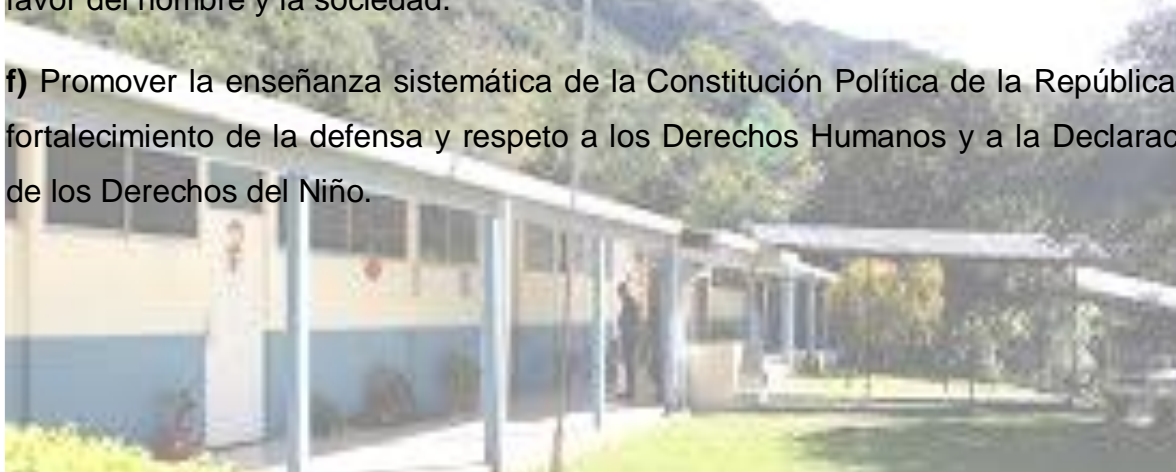 favor del hombre y la sociedad.
f) Promover la enseñanza sistemática de la Constitución Política de la República
fortalecimiento de la defensa y respeto a los Derechos Humanos y a la Declarac
de los Derechos del Niño.